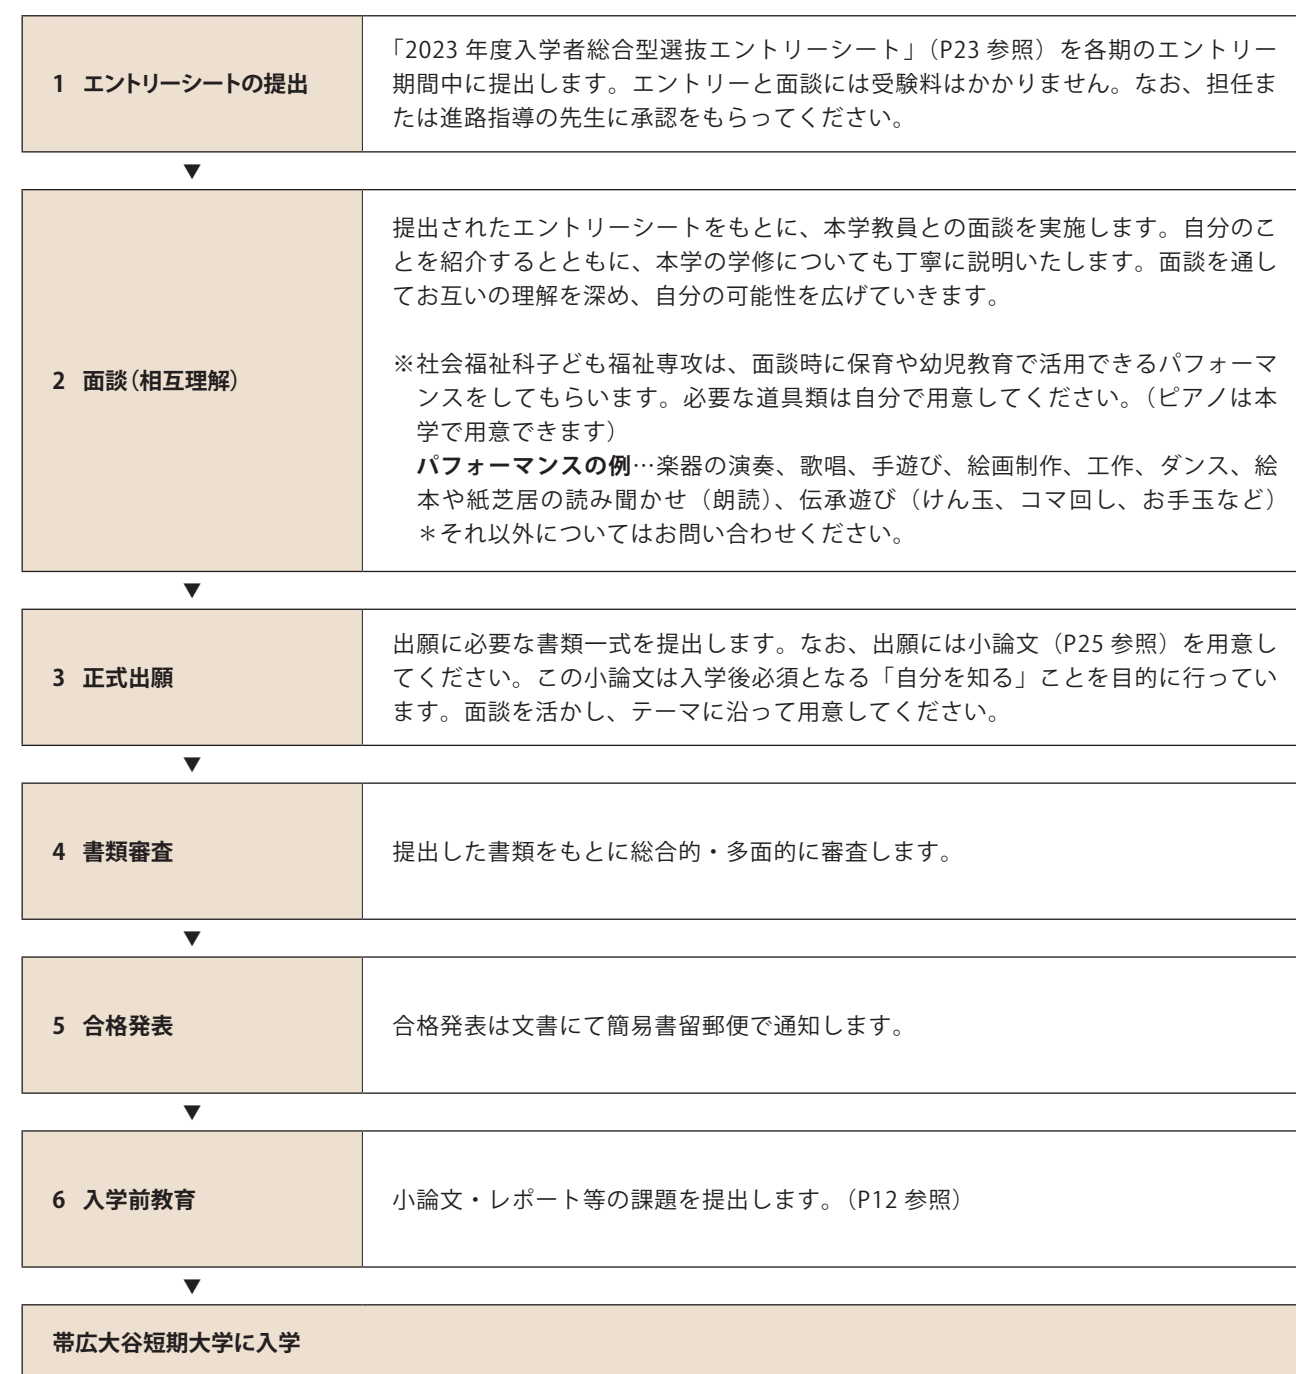 1 エントリーシートの提出
「2023 年度入学者総合型選抜エントリーシート」（P23 参照）を各期のエントリー
期間中に提出します。エントリーと面談には受験料はかかりません。なお、担任ま
たは進路指導の先生に承認をもらってください。
▼
2 面談（相互理解）
提出されたエントリーシートをもとに、本学教員との面談を実施します。自分のこ
とを紹介するとともに、本学の学修についても丁寧に説明いたします。面談を通し
てお互いの理解を深め、自分の可能性を広げていきます。
※社会福祉科子ども福祉専攻は、面談時に保育や幼児教育で活用できるパフォーマ
ンスをしてもらいます。必要な道具類は自分で用意してください。（ピアノは本
学で用意できます）
パフォーマンスの例…楽器の演奏、歌唱、手遊び、絵画制作、工作、ダンス、絵
本や紙芝居の読み聞かせ（朗読）、伝承遊び（けん玉、コマ回し、お手玉など）
＊それ以外についてはお問い合わせください。
▼
3 正式出願
出願に必要な書類一式を提出します。なお、出願には小論文（P25 参照）を用意し
てください。この小論文は入学後必須となる「自分を知る」ことを目的に行ってい
ます。面談を活かし、テーマに沿って用意してください。
▼
4 書類審査
提出した書類をもとに総合的・多面的に審査します。
▼
5 合格発表
合格発表は文書にて簡易書留郵便で通知します。
▼
6 入学前教育
小論文・レポート等の課題を提出します。（P12 参照）
▼
帯広大谷短期大学に入学